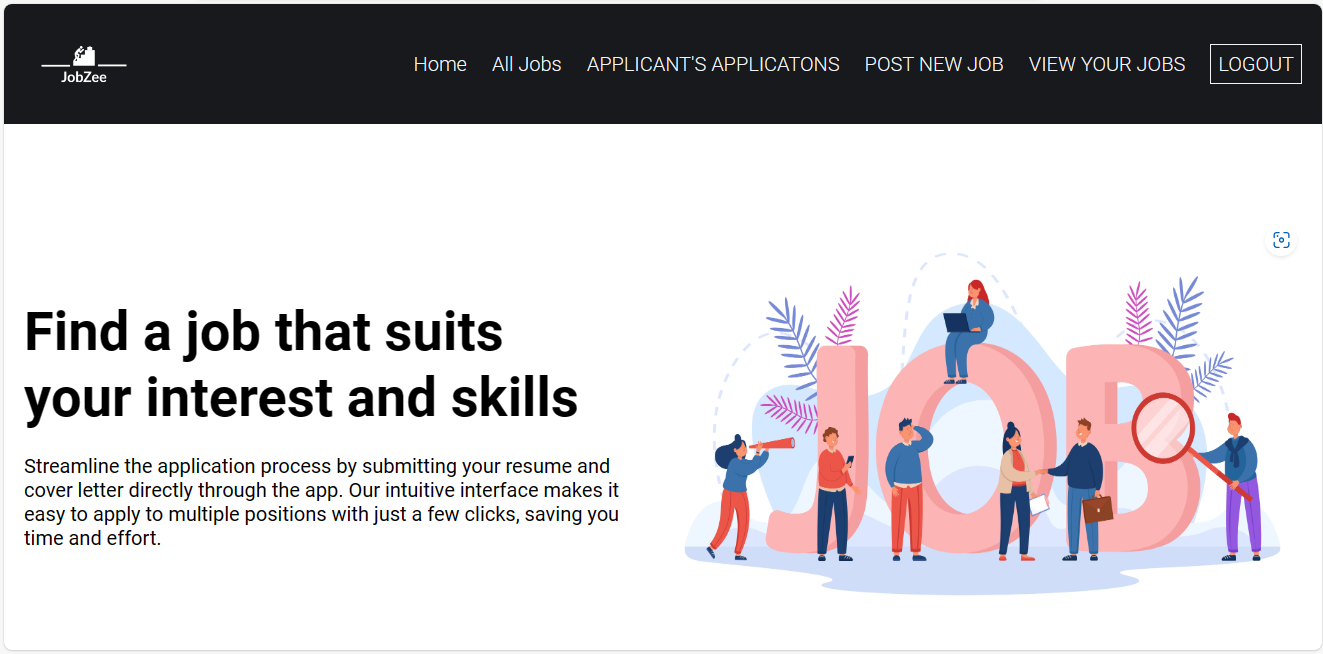 JobZee
Home All Jobs APPLICANT'S APPLICATONS POST NEW JOB VIEW YOUR JOBS LOGOUT
Find a job that suits
your interest and skills
Streamline the application process by submitting your resume and
cover letter directly through the app. Our intuitive interface makes it
easy to apply to multiple positions with just a few clicks, saving you
time and effort.
JOB